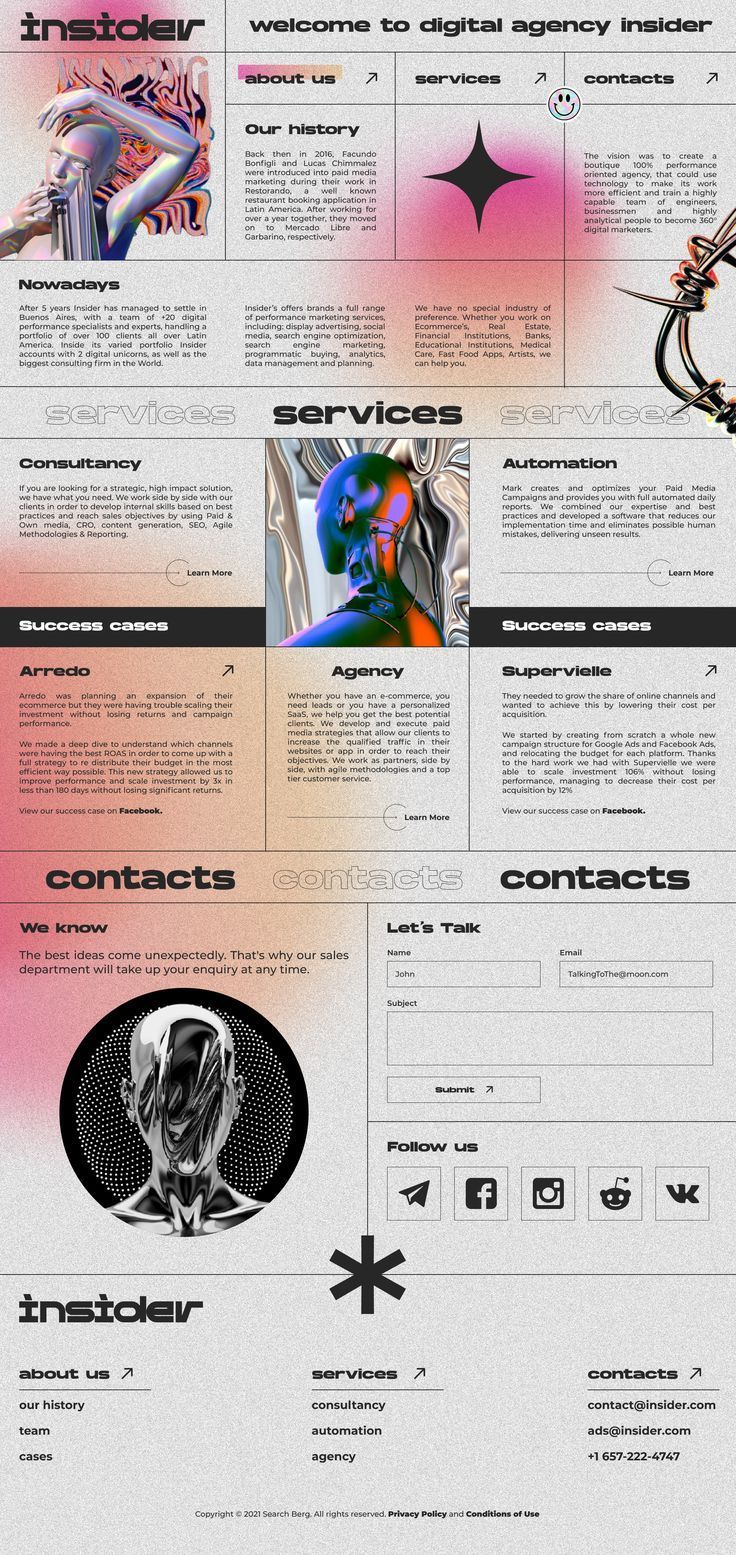 insider
welcome to digital agency insider
about us
services
contacts
Our history
Back then in 2016, Facundo
Bonfigli and Lucas Chimmalez
were introduced into paid media
marketing during their work in
Restorando, a well known
restaurant booking application in
Latin America. After working for
over a year together, they moved
on to Mercado Libre and
Garbarino, respectively.
The vision was to create a
boutique 100% performance
oriented agency, that could use
technology to make its work
more efficient and train a highly
capable team of engineers,
businessmen and highly
analytical people to become 360°
digital marketers.
Nowadays
After 5 years Insider has managed to settle in
Buenos Aires, with a team of +20 digital
performance specialists and experts, handling a
portfolio of over 100 clients all over Latin
America. Inside its varied portfolio Insider
accounts with 2 digital unicorns, as well as the
biggest consulting firm in the World.
Insider's offers brands a full range
of performance marketing services,
including: display advertising, social
media, search engine optimization,
search engine marketing,
programmatic buying, analytics,
data management and planning.
We have no special industry of
preference. Whether you work on
Ecommerce's, Real Estate,
Financial Institutions, Banks,
Educational Institutions, Medical
Care, Fast Food Apps, Artists, we
can help you.
services services services
Consultancy
If you are looking for a strategic, high impact solution,
we have what you need. We work side by side with our
clients in order to develop internal skills based on best
practices and reach sales objectives by using Paid &
Own media, CRO, content generation, SEO, Agile
Methodologies & Reporting.
Learn More
Automation
Mark creates and optimizes your Paid Media
Campaigns and provides you with full automated daily
reports. We combined our expertise and best
practices and developed a software that reduces our
implementation time and eliminates possible human
mistakes, delivering unseen results.
Learn More
Success cases
Success cases
Arredo
Arredo was planning an expansion of their
ecommerce but they were having trouble scaling their
investment without losing returns and campaign
performance.
We made a deep dive to understand which channels
were having the best ROAS in order to come up with a
full strategy to re distribute their budget in the most
efficient way possible. This new strategy allowed us to
improve performance and scale investment by 3x in
less than 180 days without losing significant returns.
View our success case on Facebook.
Agency
Whether you have an e-commerce, you
need leads or you have a personalized
SaaS, we help you get the best potential
clients. We develop and execute paid
media strategies that allow our clients to
increase the qualified traffic in their
websites or app in order to reach their
objectives. We work as partners, side by
side, with agile methodologies and a top
tier customer service.
Learn More
Supervielle
They needed to grow the share of online channels and
wanted to achieve this by lowering their cost per
acquisition.
We started by creating from scratch a whole new
campaign structure for Google Ads and Facebook Ads,
and relocating the budget for each platform. Thanks
to the hard work we had with Supervielle we were
able to scale investment 106% without losing
performance, managing to decrease their cost per
acquisition by 12%
View our success case on Facebook.
contacts contacts contacts
We know
The best ideas come unexpectedly. That's why our sales
department will take up your enquiry at any time.
Let's Talk
Name
Email
John
TalkingToThe@moon.com
Subject
Submit
Follow us
insider
about us
our history
team
cases
services
consultancy
automation
agency
contacts
contact@insider.com
ads@insider.com
+1 657-222-4747
Copyright © 2021 Search Berg. All rights reserved. Privacy Policy and Conditions of Use